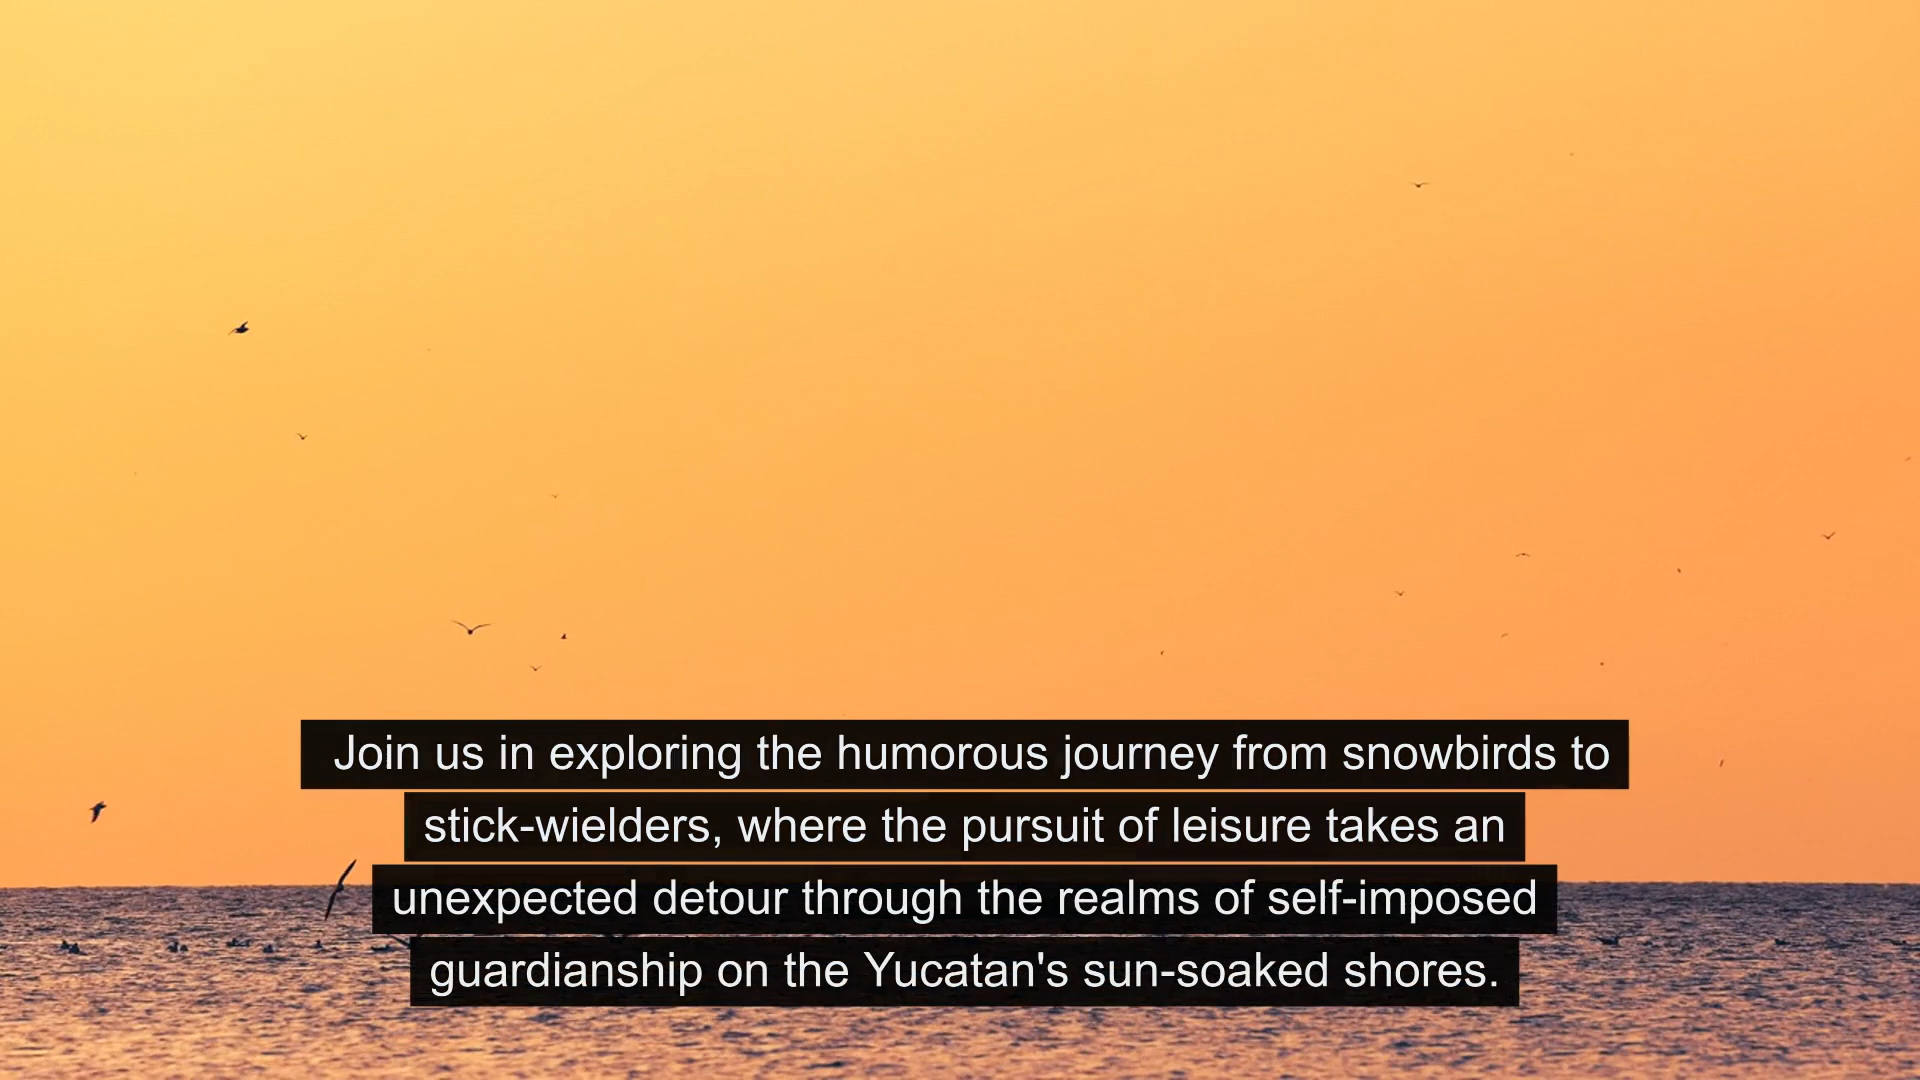 Join us in exploring the humorous journey from snowbirds to
stick-wielders, where the pursuit of leisure takes an
unexpected detour through the realms of self-imposed
guardianship on the Yucatan's sun-soaked shores.